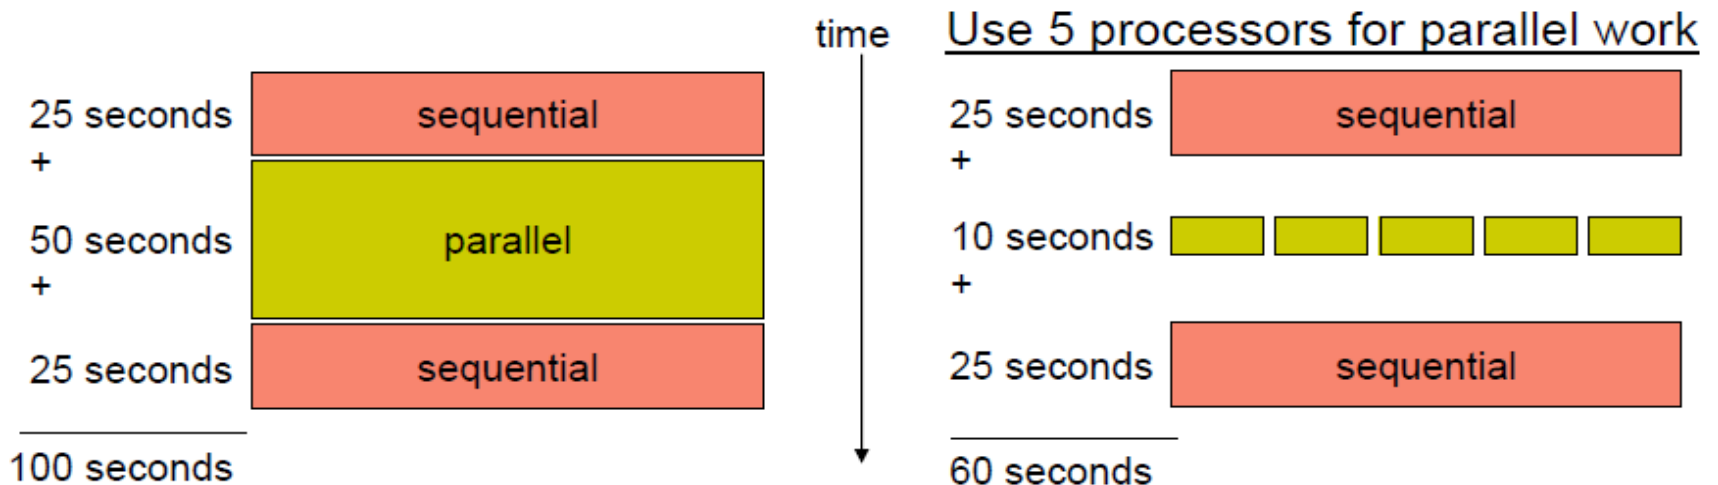 25 seconds
sequential
+
50 seconds
parallel
+
25 seconds
sequential
100 seconds
time
Use 5 processors for parallel work
25 seconds
sequential
+
10 seconds
+
25 seconds
sequential
60 seconds